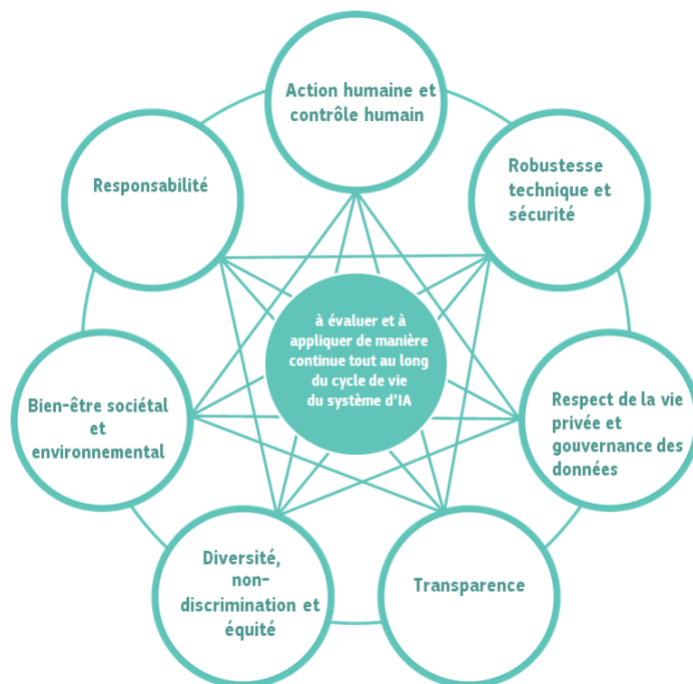 Action humaine et
contrôle humain
Robustesse
technique et
sécurité
Respect de la vie
privée et
gouvernance des
données
Transparence
Diversité,
non-
discrimination et
équité
Bien-être sociétal
et
environnemental
Responsabilité
à évaluer et à
appliquer de manière
continue tout au long
du cycle de vie
du système d'IA